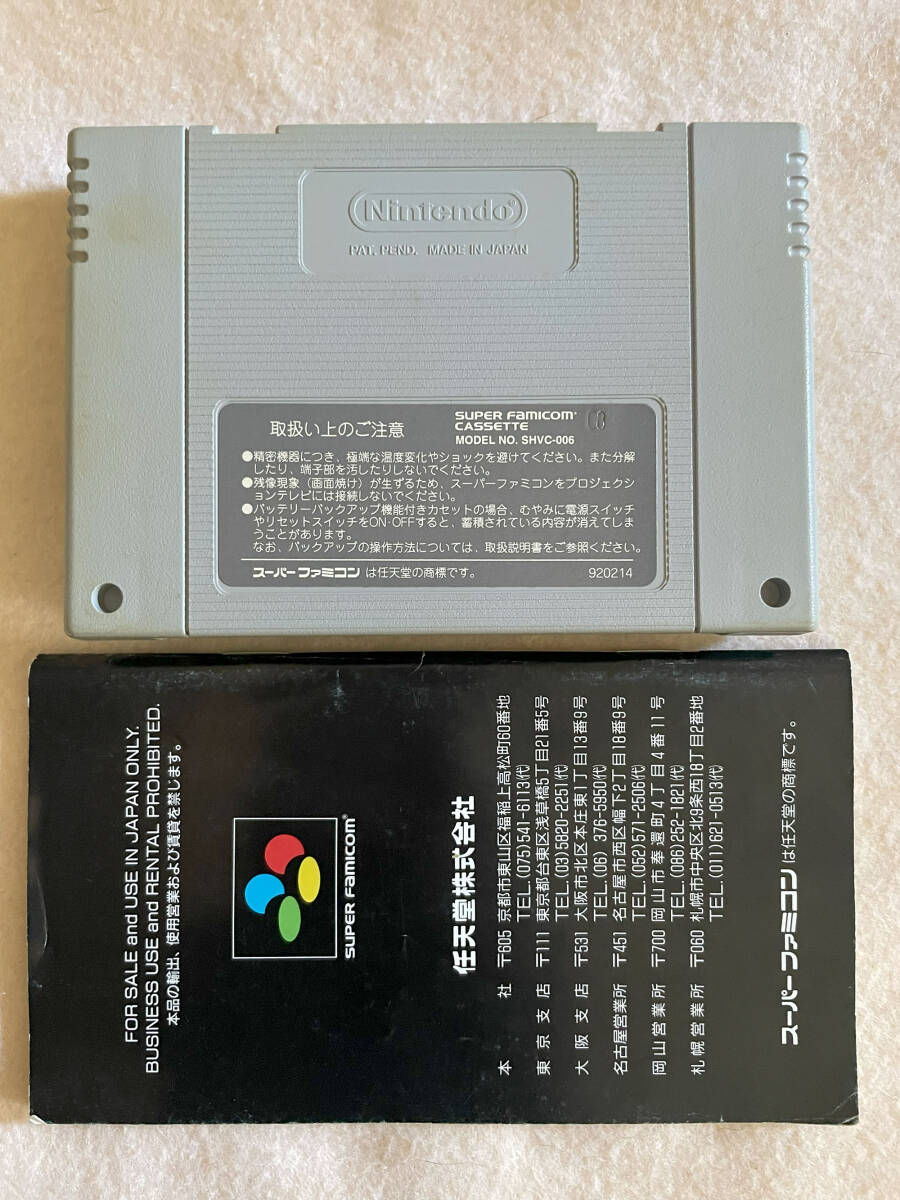 Nintendo
PAT. PEND. MADE IN JAPAN
取扱い上のご注意
SUPER FAMICOM
CASSETTE
MODEL NO. SHVC-006
●精密機器につき、極端な温度変化やショックを避けてください。また分解
したり、端子部を汚したりしないでください。
●残像現象(画面焼け)が生ずるため、スーパーファミコンをプロジェクシ
ョンテレビには接続しないでください。
●バッテリーバックアップ機能付きカセットの場合、むやみに電源スイッチ
やリセットスイッチをON・OFFすると、蓄積されている内容が消えてしま
うことがあります。
なお、バックアップの操作方法については、取扱説明書をご参照ください。
スーパーファミコンは任天堂の商標です。
920214
FOR SALE and USE IN JAPAN ONLY.
BUSINESS USE and RENTAL PROHIBITED.
本品の輸出、使用営業および賃貸を禁じます。
SUPER FAMICOM
任天堂株式会社
本社 〒605 京都市東山区福稲上高松町60番地
TEL.(075)541-6113(代)
東京支店 〒111 東京都台東区浅草橋5丁目21番5号
TEL.(03)5820-2251(代)
大阪支店 〒531 大阪市北区本庄東1丁目13番9号
TEL.(06) 376-5950(代)
名古屋営業所 〒451 名古屋市西区幅下2丁目18番9号
TEL.(052)571-2506(代)
岡山営業所 〒700 岡山市奉還町4丁目4番11号
TEL.(086)252-1821(代)
札幌営業所 〒060 札幌市中央区北9条西18丁目2番地
TEL.(011)621-0513(代)
スーパーファミコンは任天堂の商標です。